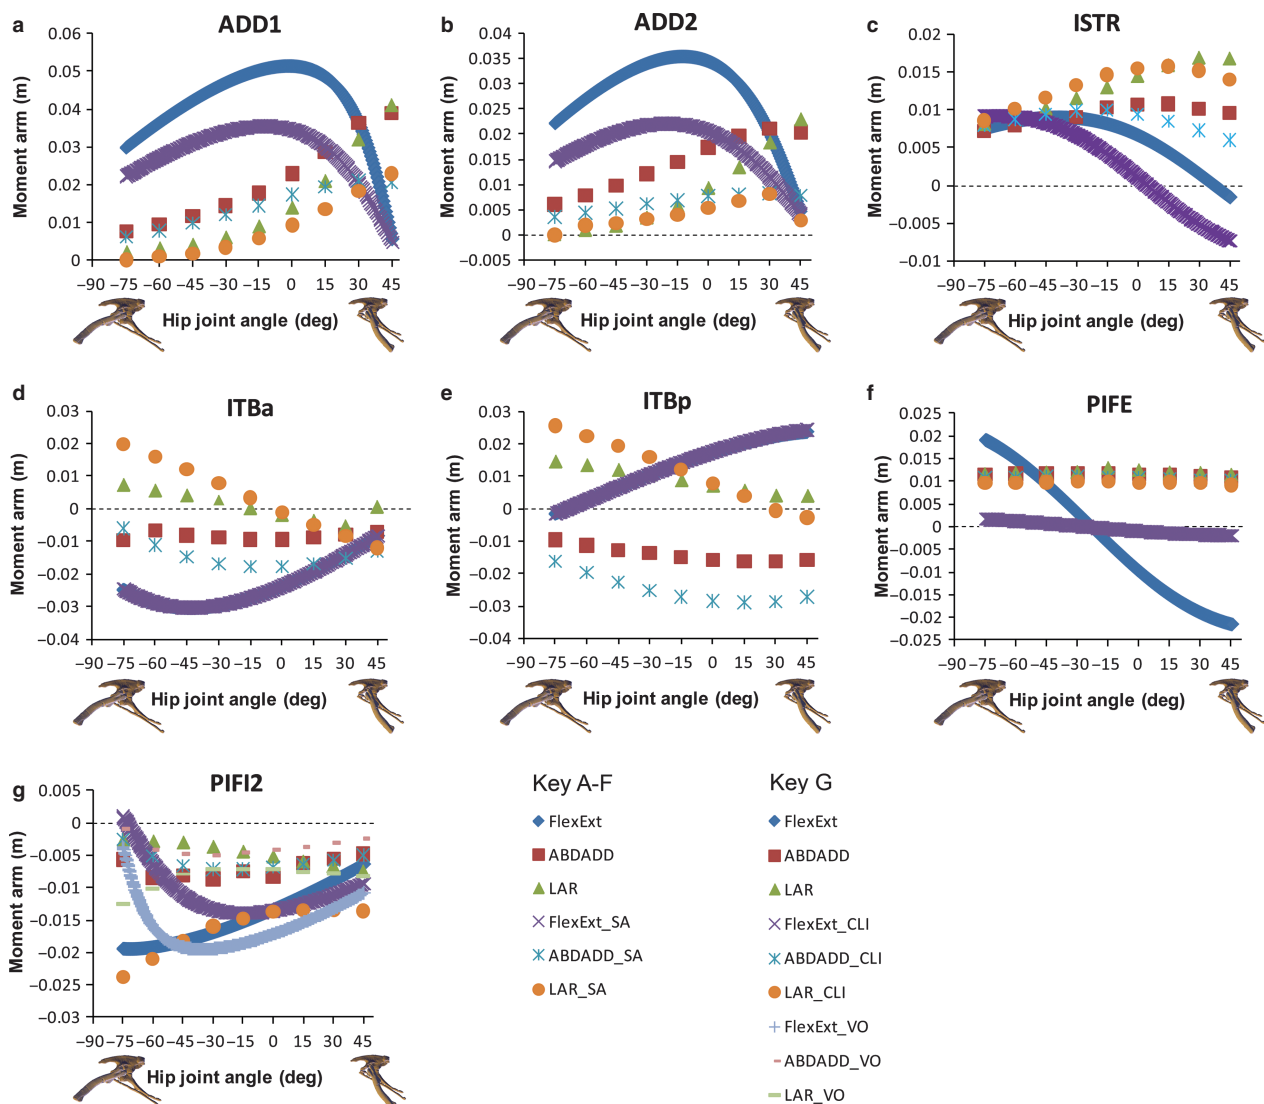 a
ADD1
0.06
0.05
0.04
0.03
0.02
0.01
0
Moment arm (m)
−90 −75 −60 −45 −30 −15 0 15 30 45
Hip joint angle (deg)
b
ADD2
0.04
0.035
0.03
0.025
0.02
0.015
0.01
0.005
0
−0.005
Moment arm (m)
−90 −75 −60 −45 −30 −15 0 15 30 45
Hip joint angle (deg)
c
ISTR
0.02
0.015
0.01
0.005
0
−0.005
−0.01
Moment arm (m)
−90 −75 −60 −45 −30 −15 0 15 30 45
Hip joint angle (deg)
d
ITBa
0.03
0.02
0.01
0
−0.01
−0.02
−0.03
−0.04
Moment arm (m)
−90 −75 −60 −45 −30 −15 0 15 30 45
Hip joint angle (deg)
e
ITBp
0.03
0.02
0.01
0
−0.01
−0.02
−0.03
−0.04
Moment arm (m)
−90 −75 −60 −45 −30 −15 0 15 30 45
Hip joint angle (deg)
f
PIFE
0.025
0.02
0.015
0.01
0.005
0
−0.005
−0.01
−0.015
−0.02
−0.025
Moment arm (m)
−90 −75 −60 −45 −30 −15 0 15 30 45
Hip joint angle (deg)
g
PIFI2
0.005
0
−0.005
−0.01
−0.015
−0.02
−0.025
−0.03
Moment arm (m)
−90 −75 −60 −45 −30 −15 0 15 30 45
Hip joint angle (deg)
Key A-F
FlexExt
ABDADD
LAR
FlexExt_SA
ABDADD_SA
LAR_SA
Key G
FlexExt
ABDADD
LAR
FlexExt_CLI
ABDADD_CLI
LAR_CLI
FlexExt_VO
ABDADD_VO
LAR_VO